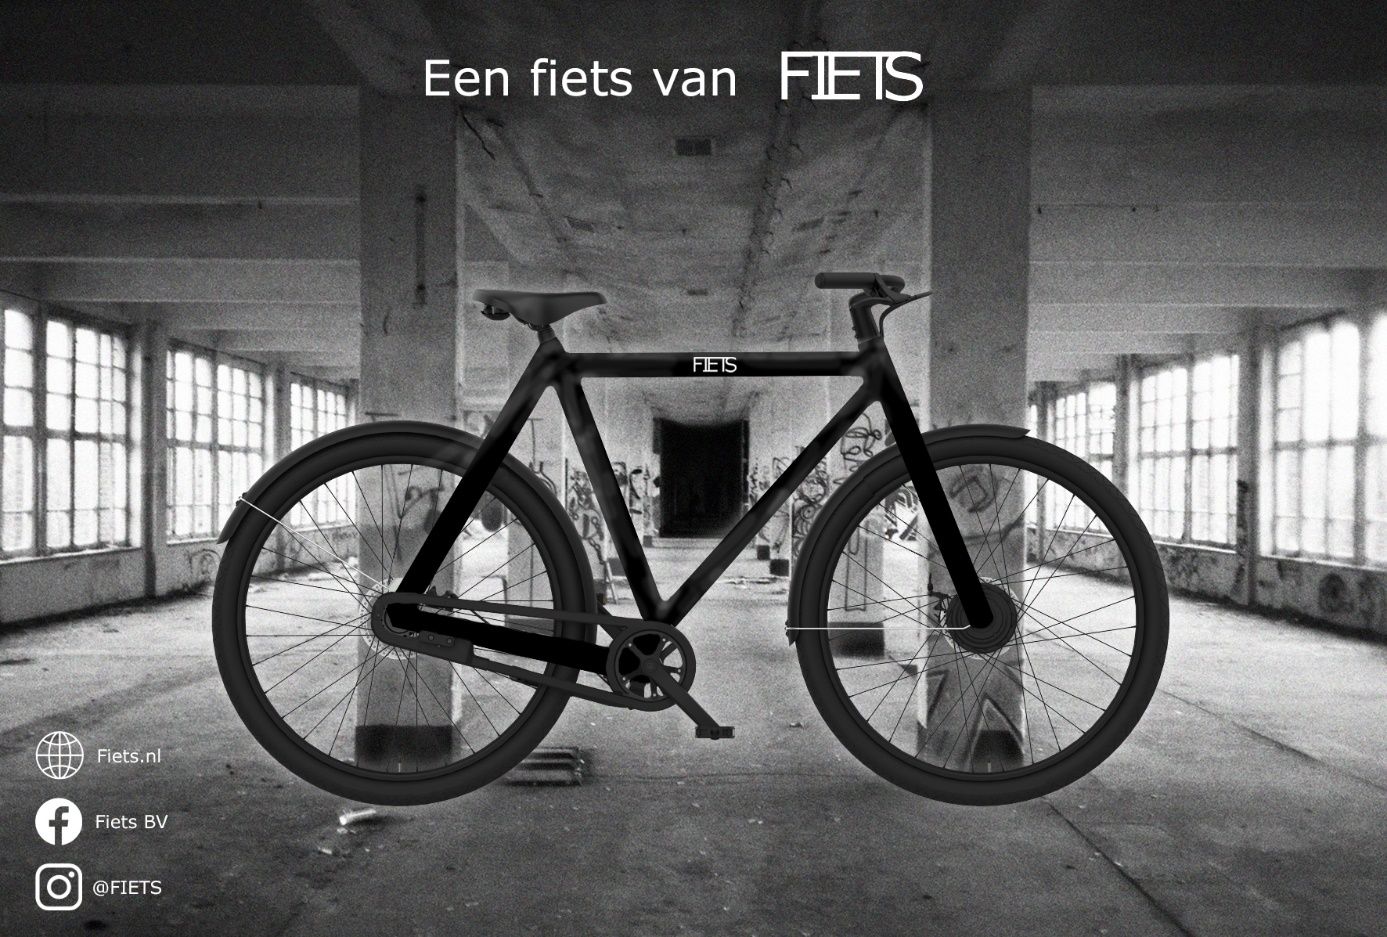 Een fiets van FIETS
FIETS
Fiets.nl
Fiets BV
@FIETS